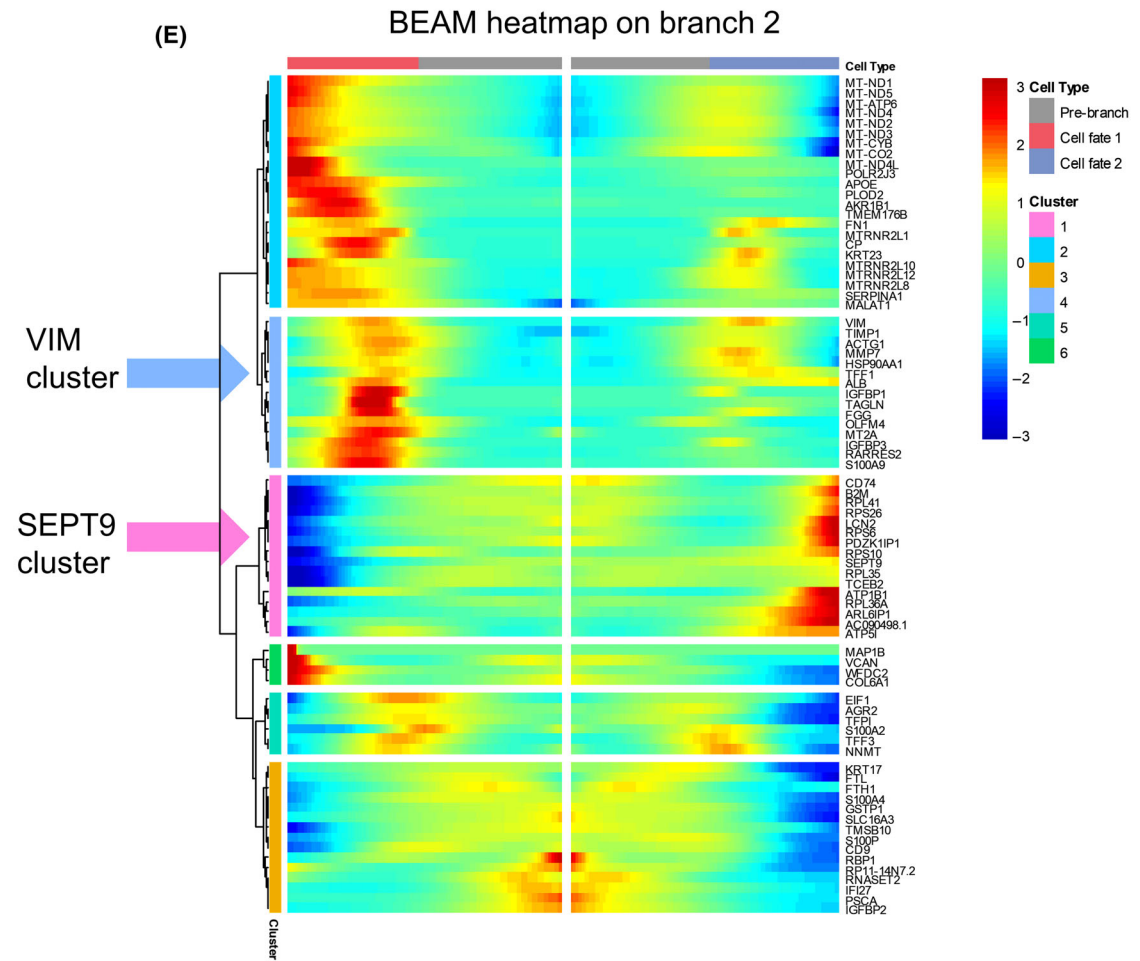 (E)
BEAM heatmap on branch 2
Cell Type
MT-ND1
MT-ND5
MT-ATP6
MT-ND4
MT-ND2
MT-ND3
MT-CYB
MT-CO2
MT-ND4L
POLR2J3
APOE
PLOD2
AKR1B1
TMEM176B
FN1
MTRNR2L1
CP
KRT23
MTRNR2L10
MTRNR2L12
MTRNR2L8
SERPINA1
MALAT1
VIM
TIMP1
ACTG1
MMP7
HSP90AA1
TFF1
ALB
IGFBP1
TAGLN
FGG
OLFM4
MT2A
IGFBP3
RARRES2
S100A9
CD74
B2M
RPL41
RPS26
LCN2
RPS6
PDZK1IP1
RPS10
SEPT9
RPL35
TCEB2
ATP1B1
RPL36A
ARL6IP1
AC090498.1
ATP5I
MAP1B
VCAN
WFDC2
COL6A1
EIF1
AGR2
TFPI
S100A2
TFF3
NNMT
KRT17
FTL
FTH1
S100A4
GSTP1
SLC16A3
TMSB10
S100P
CD9
RBP1
RP11-14N7.2
RNASET2
IFI27
PSCA
IGFBP2
VIM
cluster
SEPT9
cluster
Cluster
3
2
1
0
−1
−2
−3
Cell Type
Pre-branch
Cell fate 1
Cell fate 2
Cluster
1
2
3
4
5
6